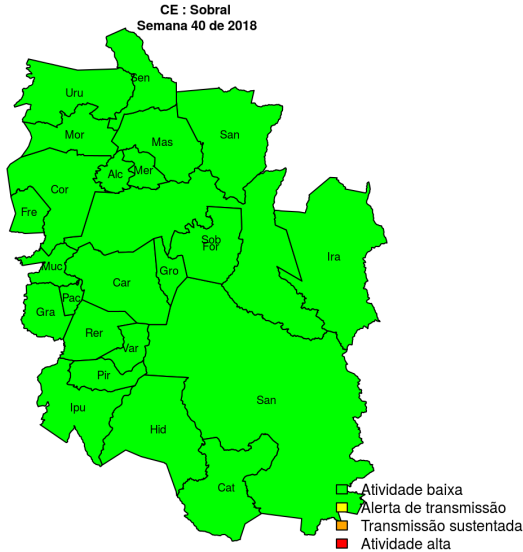 CE : Sobral
Semana 40 de 2018
Sen
Uru
Mor
Mas
San
Alc
Mer
Cor
Fre
Sob
For
Muc
Gro
Ira
Car
Pac
Gra
Rer
Var
Pir
San
Ipu
Hid
Cat
Atividade baixa
Alerta de transmissão
Transmissão sustentada
Atividade alta